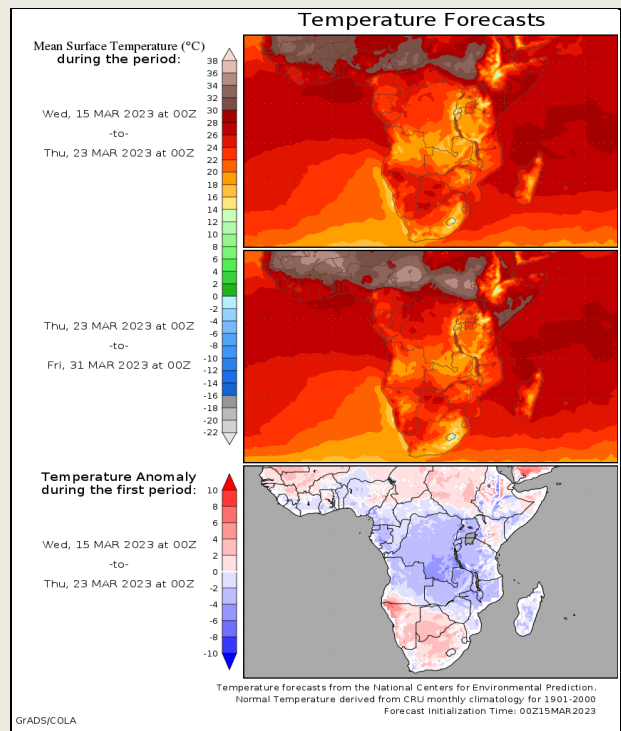 Temperature Forecasts
Mean Surface Temperature (°C)
during the period:
38
36
34
32
30
28
26
24
22
20
18
16
14
12
10
8
6
4
2
0
-2
-4
-6
-8
-10
-12
-14
-16
-18
-20
-22
Wed, 15 MAR 2023 at 00Z
-to-
Thu, 23 MAR 2023 at 00Z
Thu, 23 MAR 2023 at 00Z
-to-
Fri, 31 MAR 2023 at 00Z
Temperature Anomaly
during the first period:
10
8
6
4
2
0
-2
-4
-6
-8
-10
Wed, 15 MAR 2023 at 00Z
-to-
Thu, 23 MAR 2023 at 00Z
Temperature forecasts from the National Centers for Environmental Prediction.
Normal Temperature derived from CRU monthly climatology for 1901-2000
Forecast Initialization Time: 00Z15MAR2023
GrADS/COLA